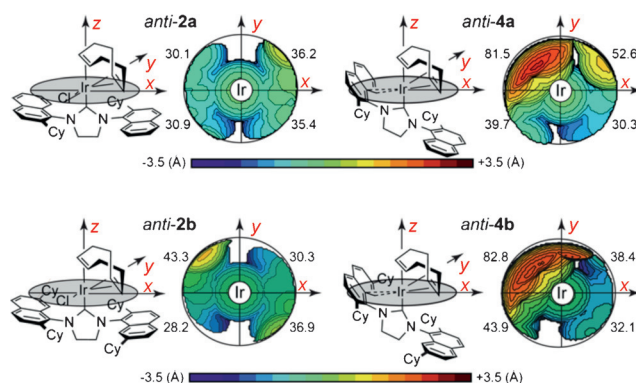 z
anti-2a
y
30.1
36.2
Ir
Cl
Cy
y
x
Ir
x
Cy
N
N
30.9
35.4
z
anti-4a
y
81.5
52.6
Ir
y
x
Ir
x
N
N
Cy
39.7
30.3
-3.5 (Å)
+3.5 (Å)
z
anti-2b
y
43.3
30.3
Ir
y
Cy
Cl
Cy
x
Ir
x
N
N
Cy
Cy
28.2
36.9
z
anti-4b
y
82.8
38.4
Cy
Ir
y
x
Ir
x
N
N
Cy
Cy
43.9
32.1
-3.5 (Å)
+3.5 (Å)